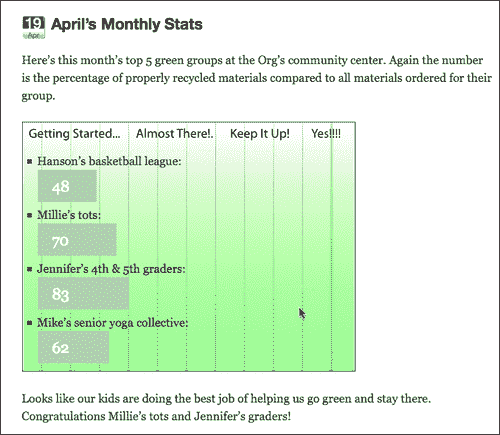 19 April's Monthly Stats
Apr
Here's this month's top 5 green groups at the Org's community center. Again the number
is the percentage of properly recycled materials compared to all materials ordered for their
group.
Getting Started... Almost There!. Keep It Up! Yes!!!!
Hanson's basketball league:
48
Millie's tots:
70
Jennifer's 4th & 5th graders:
83
Mike's senior yoga collective:
62
Looks like our kids are doing the best job of helping us go green and stay there.
Congratulations Millie's tots and Jennifer's graders!